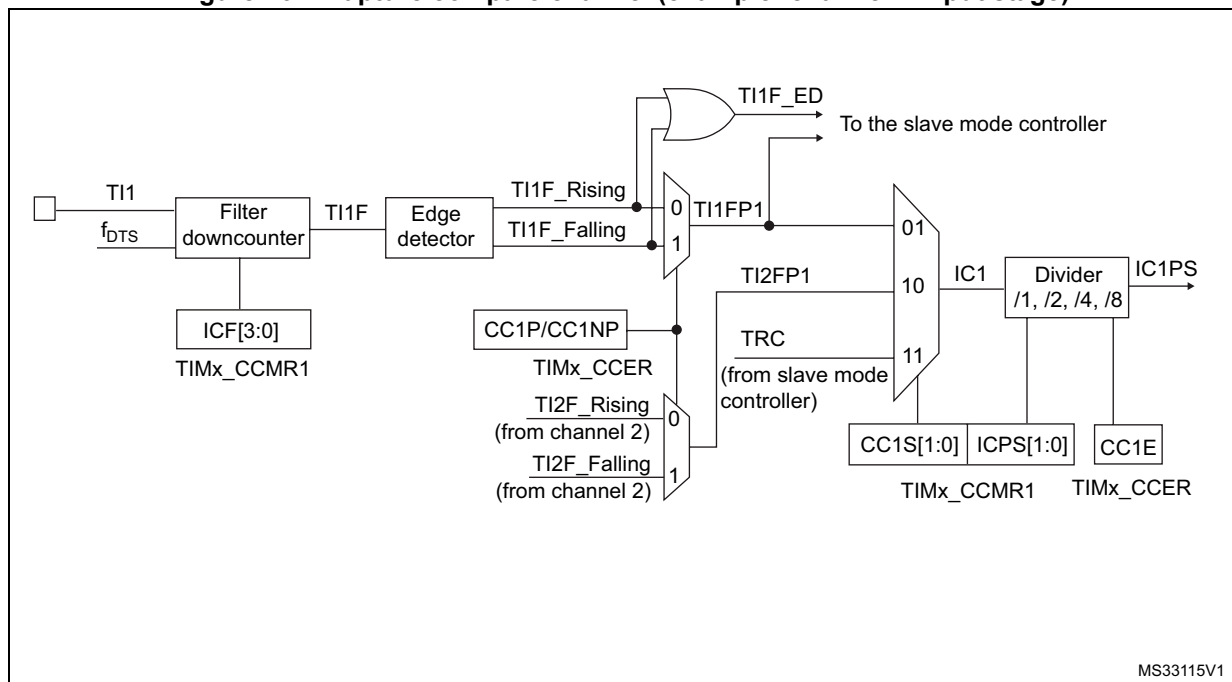 TI1F_ED
To the slave mode controller
TI1
f_DTS
Filter
downcounter
TI1F
Edge
detector
TI1F_Rising
TI1F_Falling
0
1
TI1FP1
TI2FP1
01
10
11
TRC
(from slave mode
controller)
IC1
Divider
/1, /2, /4, /8
IC1PS
ICF[3:0]
TIMx_CCMR1
CC1P/CC1NP
TIMx_CCER
TI2F_Rising
(from channel 2)
TI2F_Falling
(from channel 2)
0
1
CC1S[1:0]
ICPS[1:0]
CC1E
TIMx_CCMR1
TIMx_CCER
MS33115V1